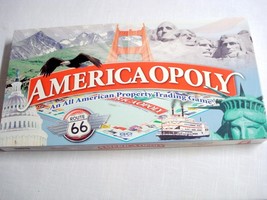 AMERICAOPOLY
An All American Property Trading Game
ROUTE
66